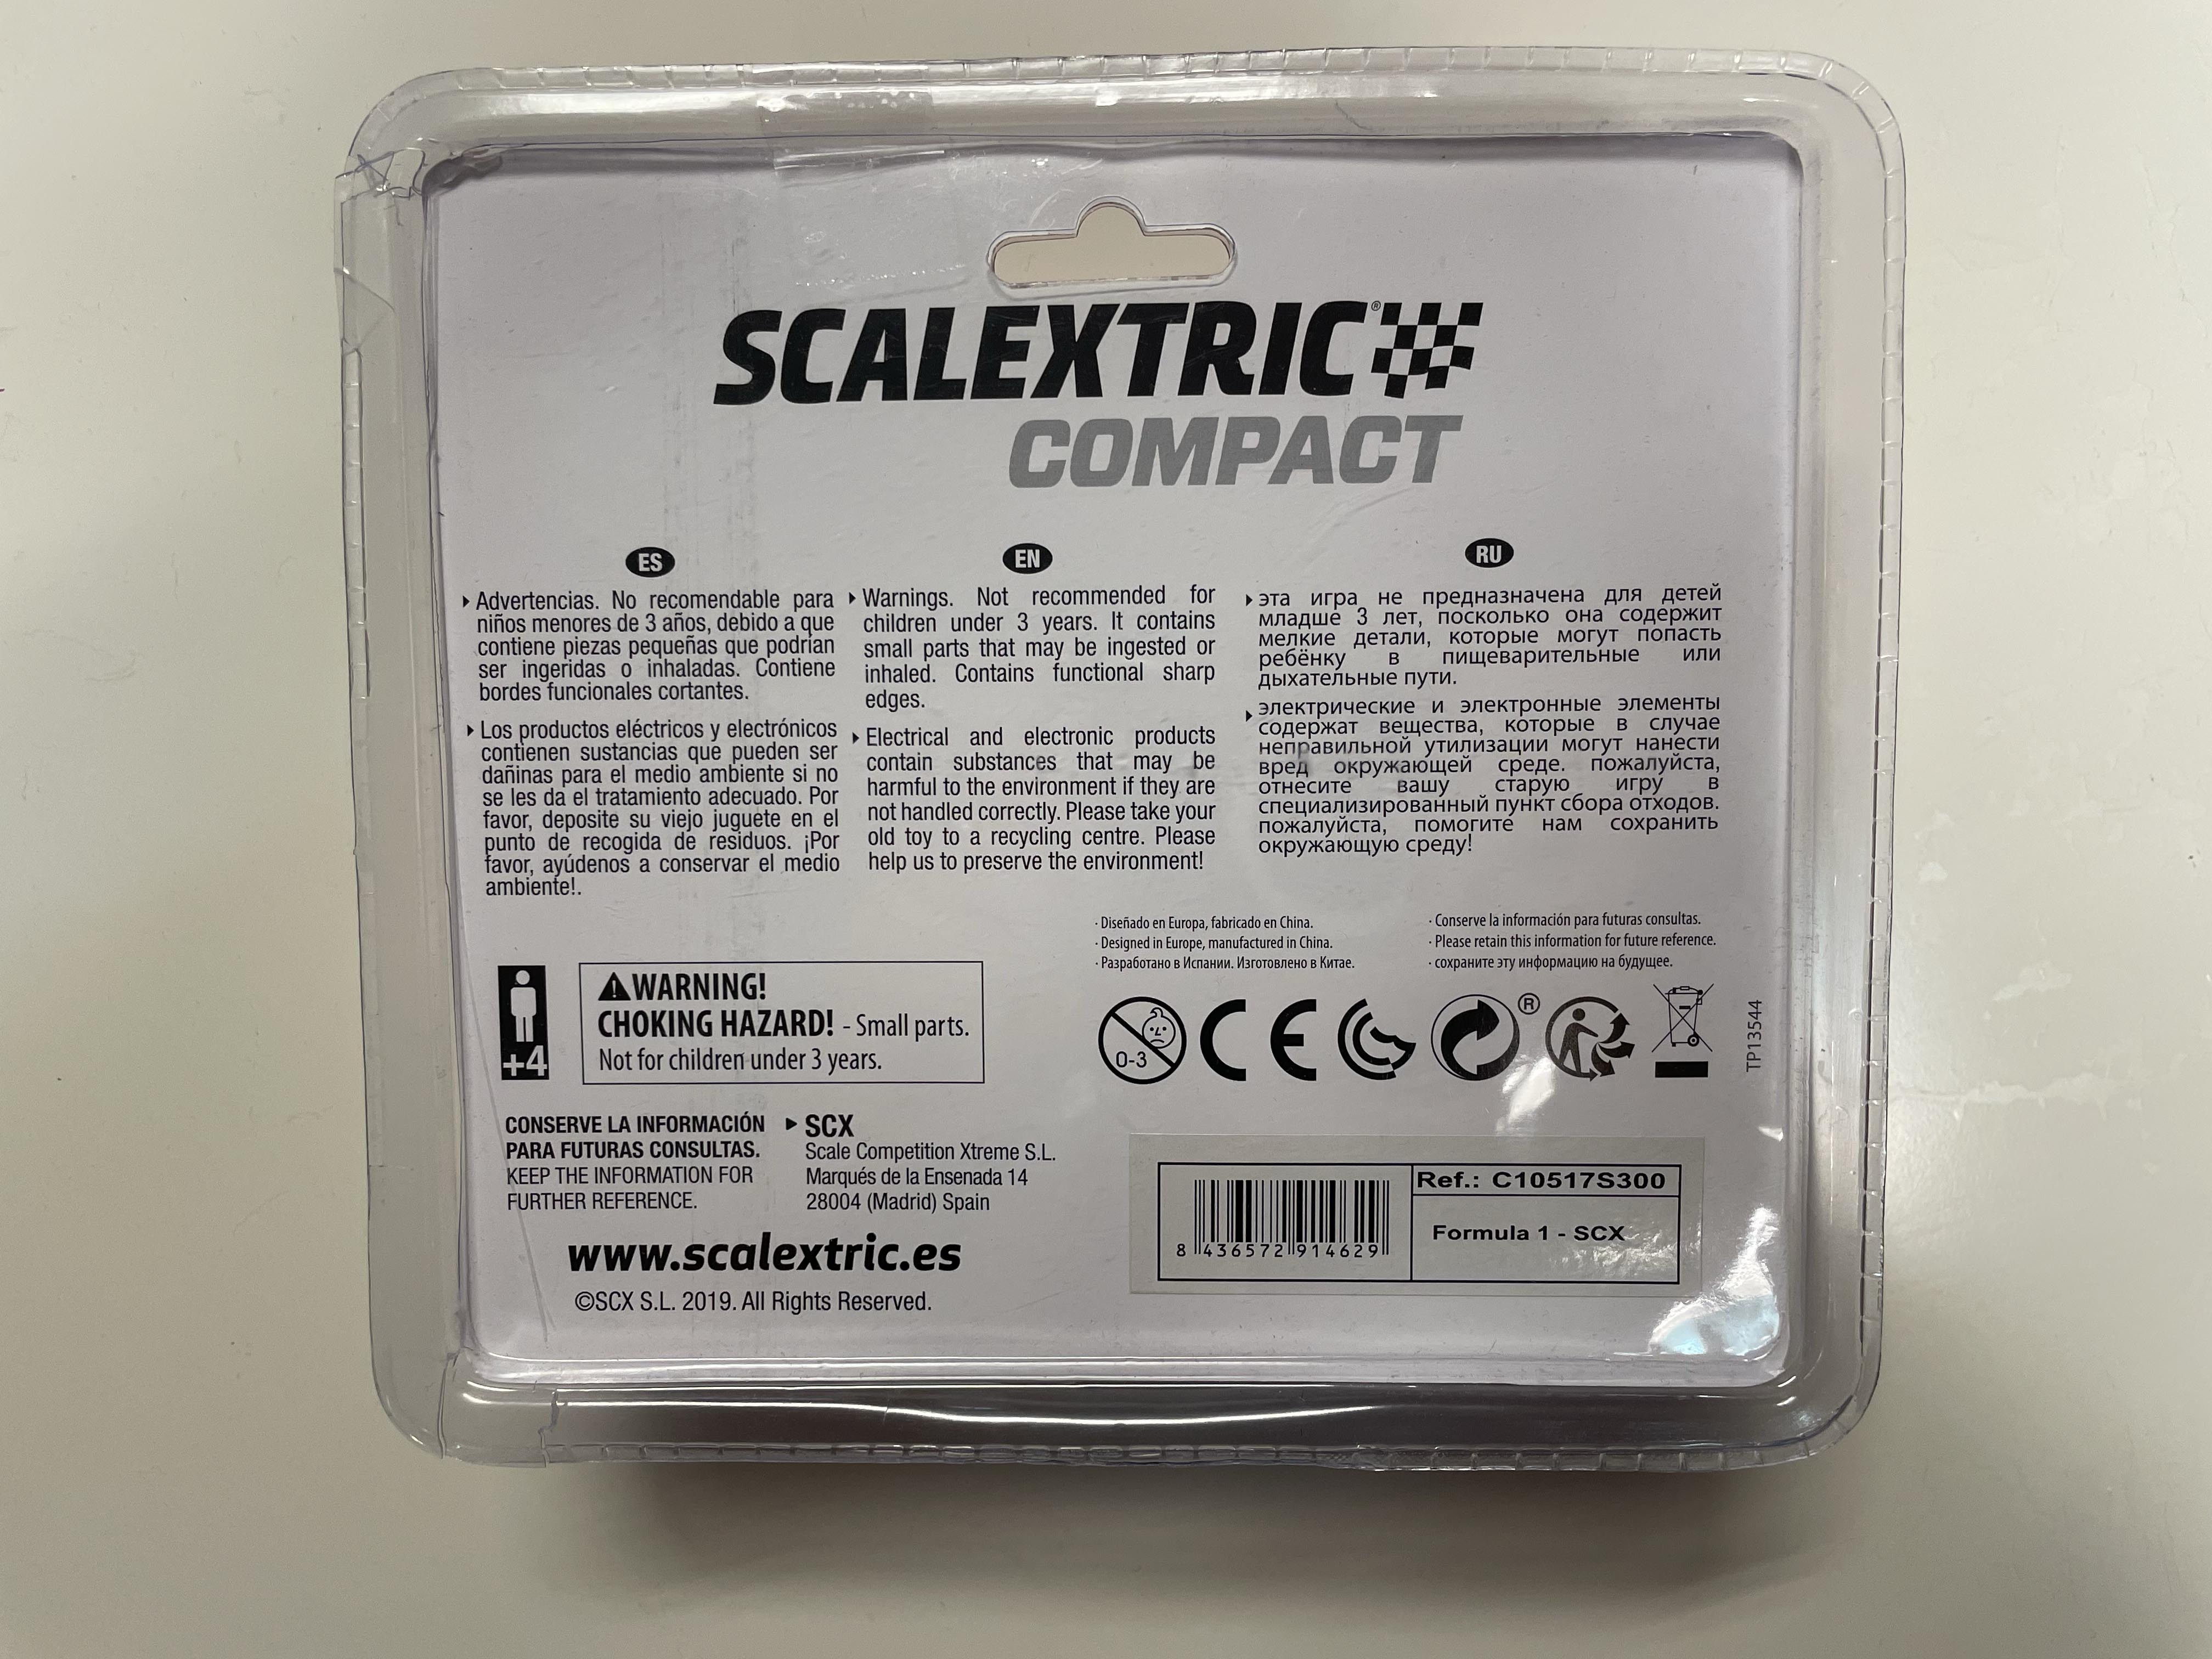 SCALEXTRIC®
COMPACT
ES
Advertencias. No recomendable para
niños menores de 3 años, debido a que
contiene piezas pequeñas que podrían
ser ingeridas o inhaladas. Contiene
bordes funcionales cortantes.
Los productos eléctricos y electrónicos
contienen sustancias que pueden ser
dañinas para el medio ambiente si no
se les da el tratamiento adecuado. Por
favor, deposite su viejo juguete en el
punto de recogida de residuos. ¡Por
favor, ayúdenos a conservar el medio
ambiente!.
EN
Warnings. Not recommended for
children under 3 years. It contains
small parts that may be ingested or
inhaled. Contains functional sharp
edges.
Electrical and electronic products
contain substances that may be
harmful to the environment if they are
not handled correctly. Please take your
old toy to a recycling centre. Please
help us to preserve the environment!
RU
эта игра не предназначена для детей
младше 3 лет, посколько она содержит
мелкие детали, которые могут попасть
ребёнку в пищеварительные или
дыхательные пути.
электрические и электронные элементы
содержат вещества, которые в случае
неправильной утилизации могут нанести
вред окружающей среде. пожалуйста,
отнесите вашу старую игру в
специализированный пункт сбора отходов.
пожалуйста, помогите нам сохранить
окружающую среду!
· Diseñado en Europa, fabricado en China.
· Designed in Europe, manufactured in China.
· Разработано в Испании. Изготовлено в Китае.
· Conserve la información para futuras consultas.
· Please retain this information for future reference.
· сохраните эту информацию на будущее.
+4
WARNING!
CHOKING HAZARD! - Small parts.
Not for children under 3 years.
0-3
CE
®
TP13544
CONSERVE LA INFORMACIÓN
PARA FUTURAS CONSULTAS.
KEEP THE INFORMATION FOR
FURTHER REFERENCE.
SCX
Scale Competition Xtreme S.L.
Marqués de la Ensenada 14
28004 (Madrid) Spain
www.scalextric.es
©SCX S.L. 2019. All Rights Reserved.
8 436572 914629
Ref.: C10517S300
Formula 1 - SCX